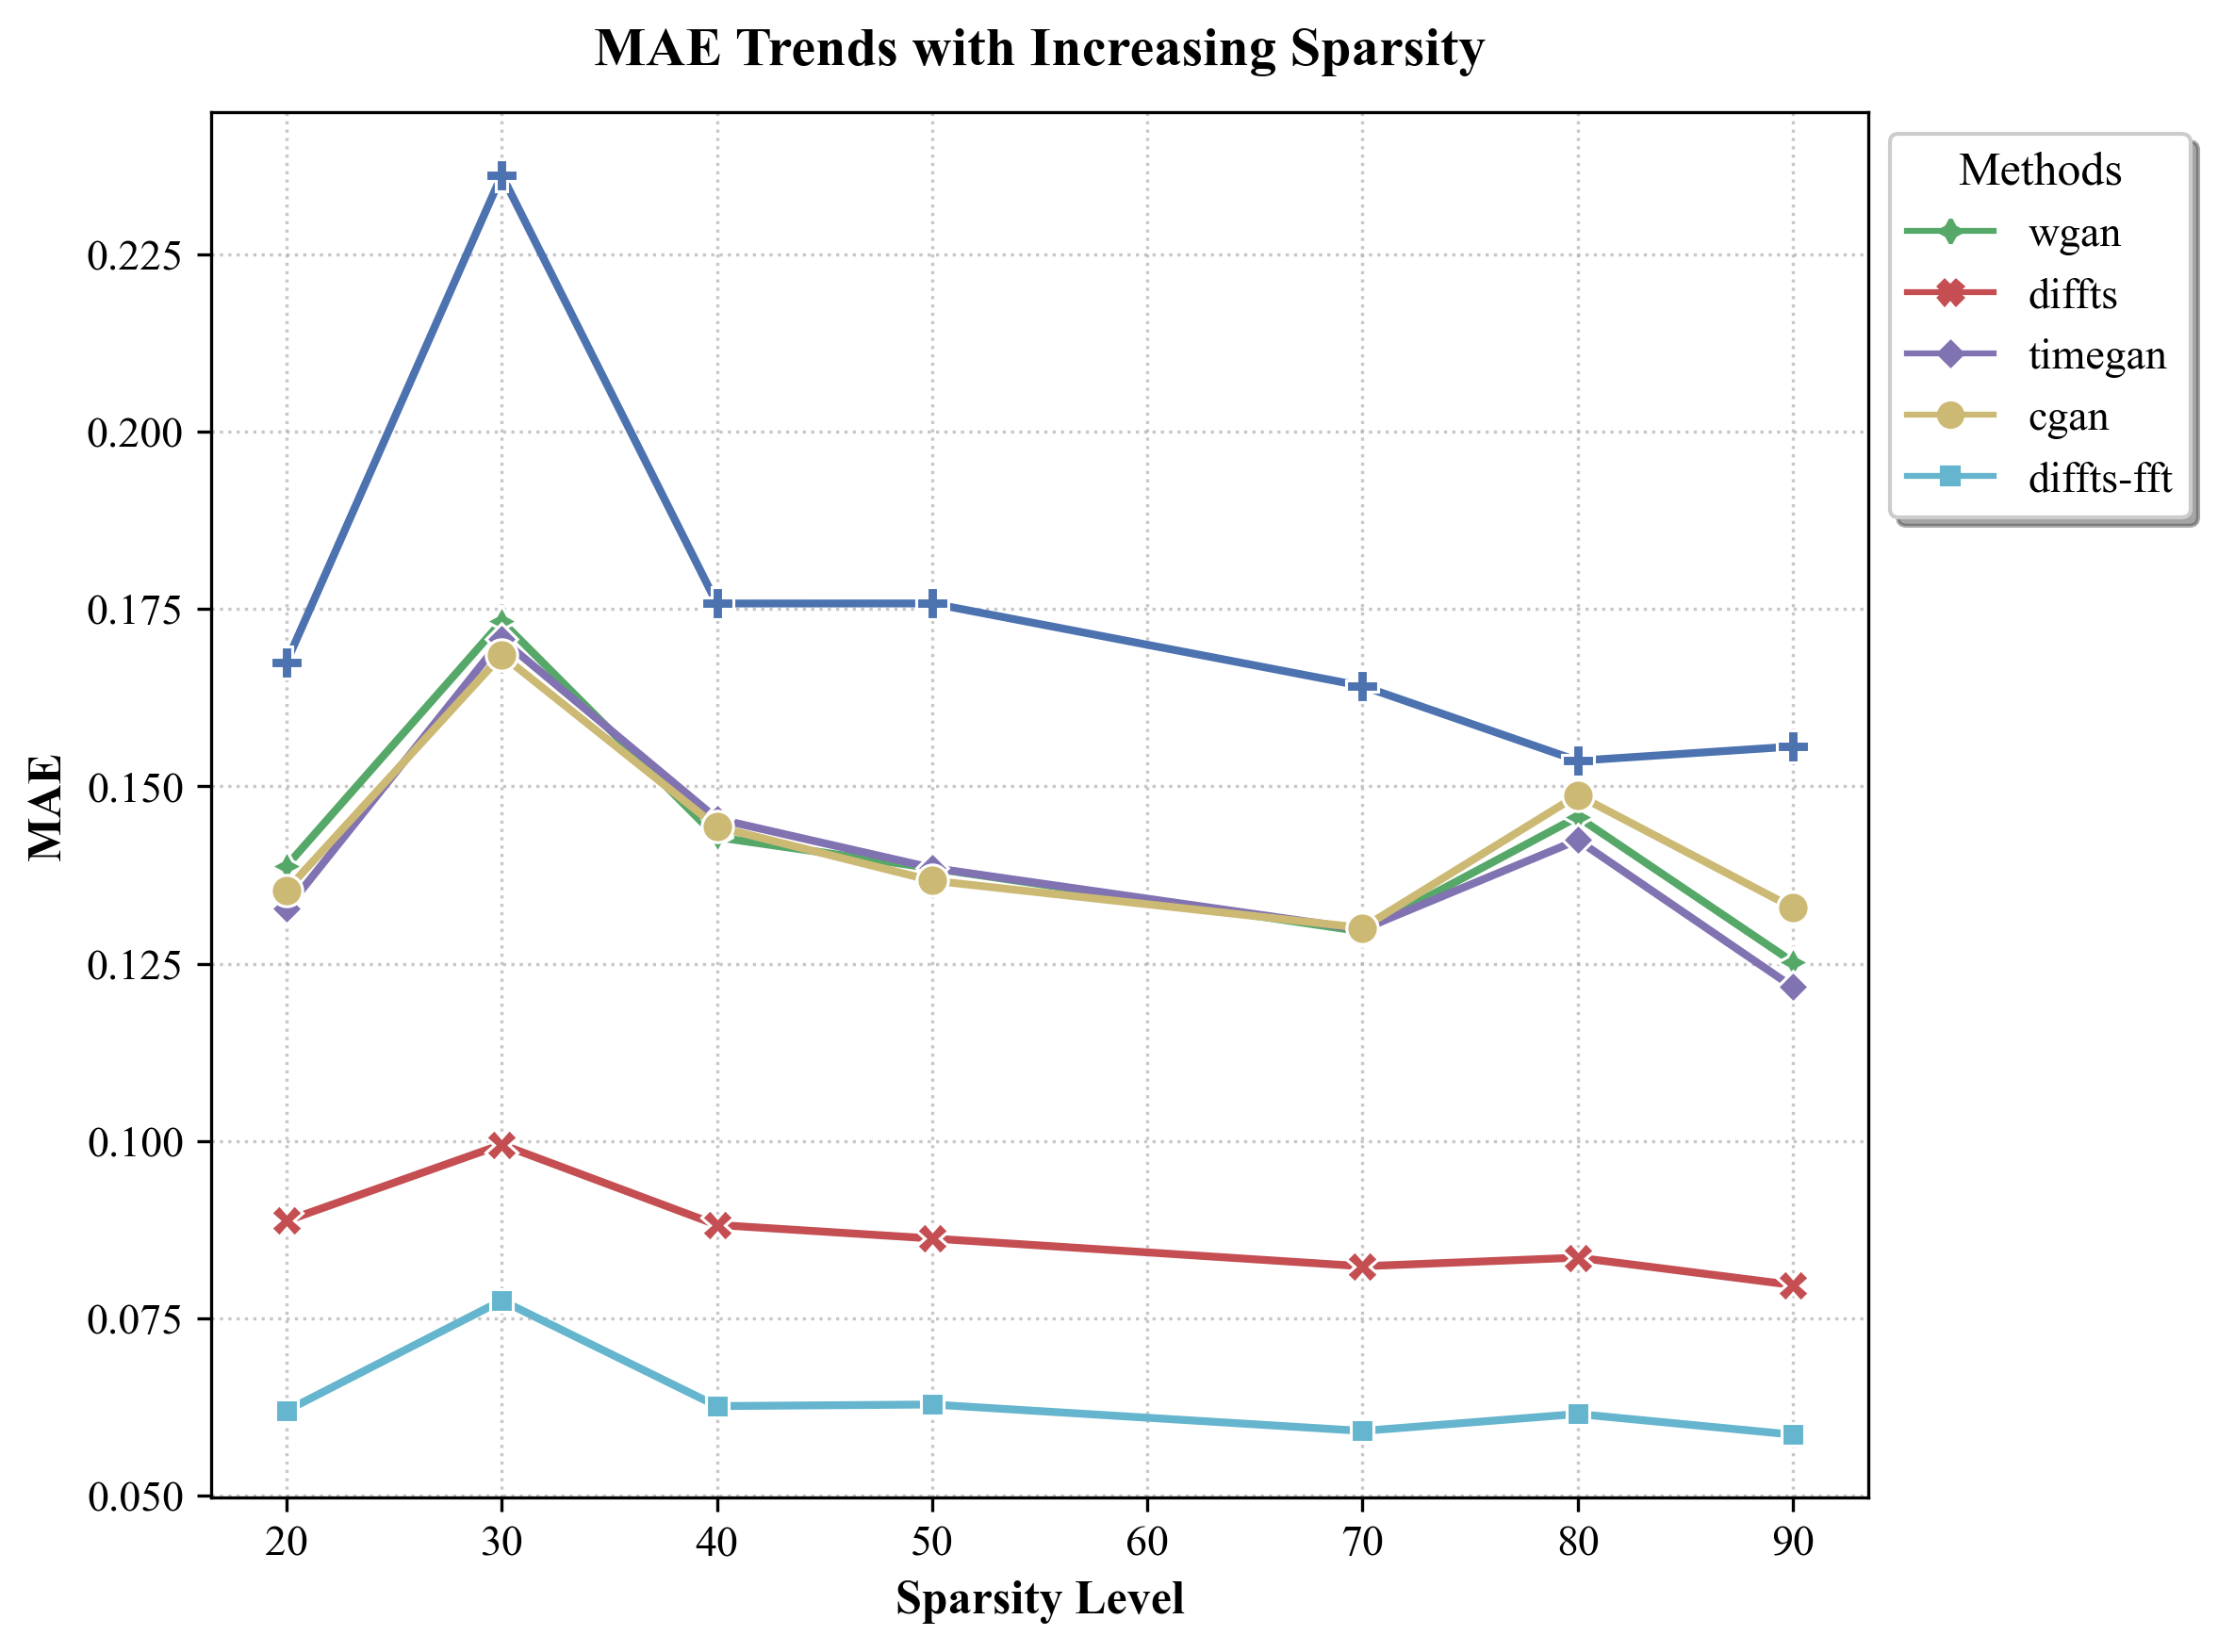 MAE Trends with Increasing Sparsity
Methods
wgan
diffts
timegan
cgan
diffts-fft
MAE
0.225
0.200
0.175
0.150
0.125
0.100
0.075
0.050
20 30 40 50 60 70 80 90
Sparsity Level